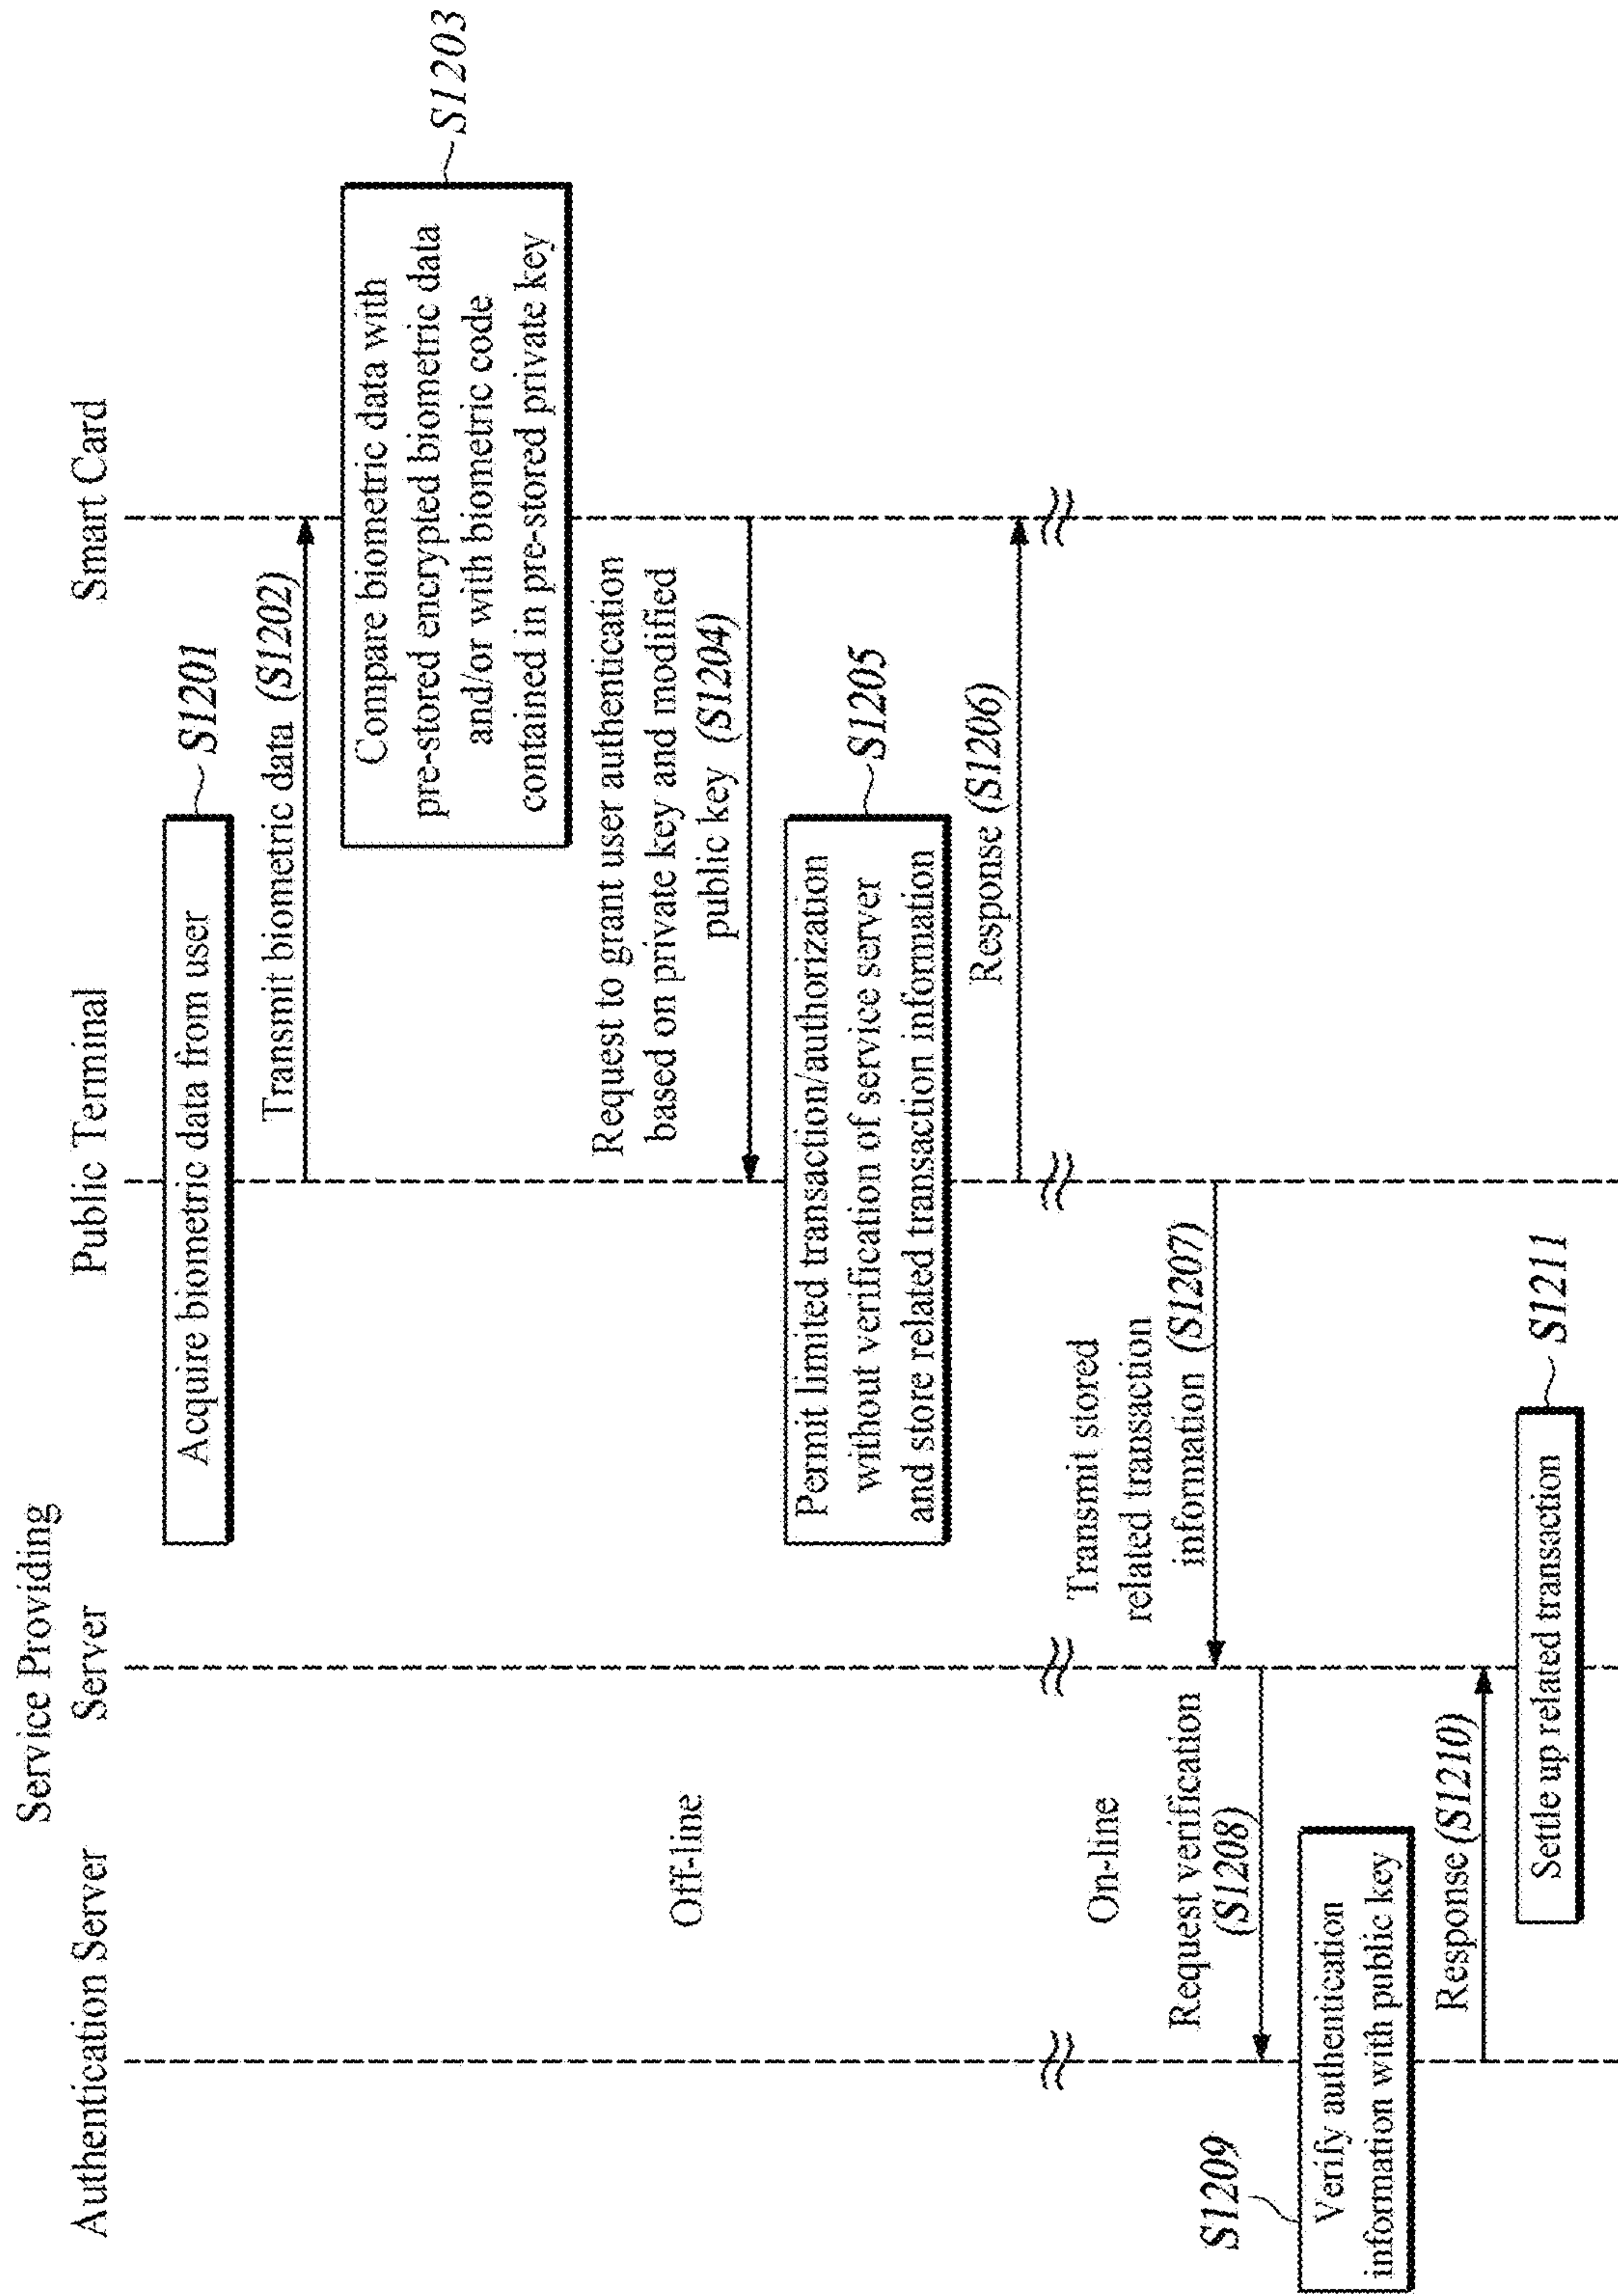 Authentication Server
Service Providing
Server
Public Terminal
Smart Card
Acquire biometric data from user
S1201
Transmit biometric data (S1202)
Compare biometric data with
pre-stored encrypted biometric data
and/or with biometric code
contained in pre-stored private key
S1203
Request to grant user authentication
based on private key and modified
public key (S1204)
Off-line
Permit limited transaction/authorization
without verification of service server
and store related transaction information
S1205
Response (S1206)
On-line
Transmit stored
related transaction
information (S1207)
Request verification
(S1208)
S1209
Verify authentication
information with public key
Response (S1210)
Settle up related transaction
S1211